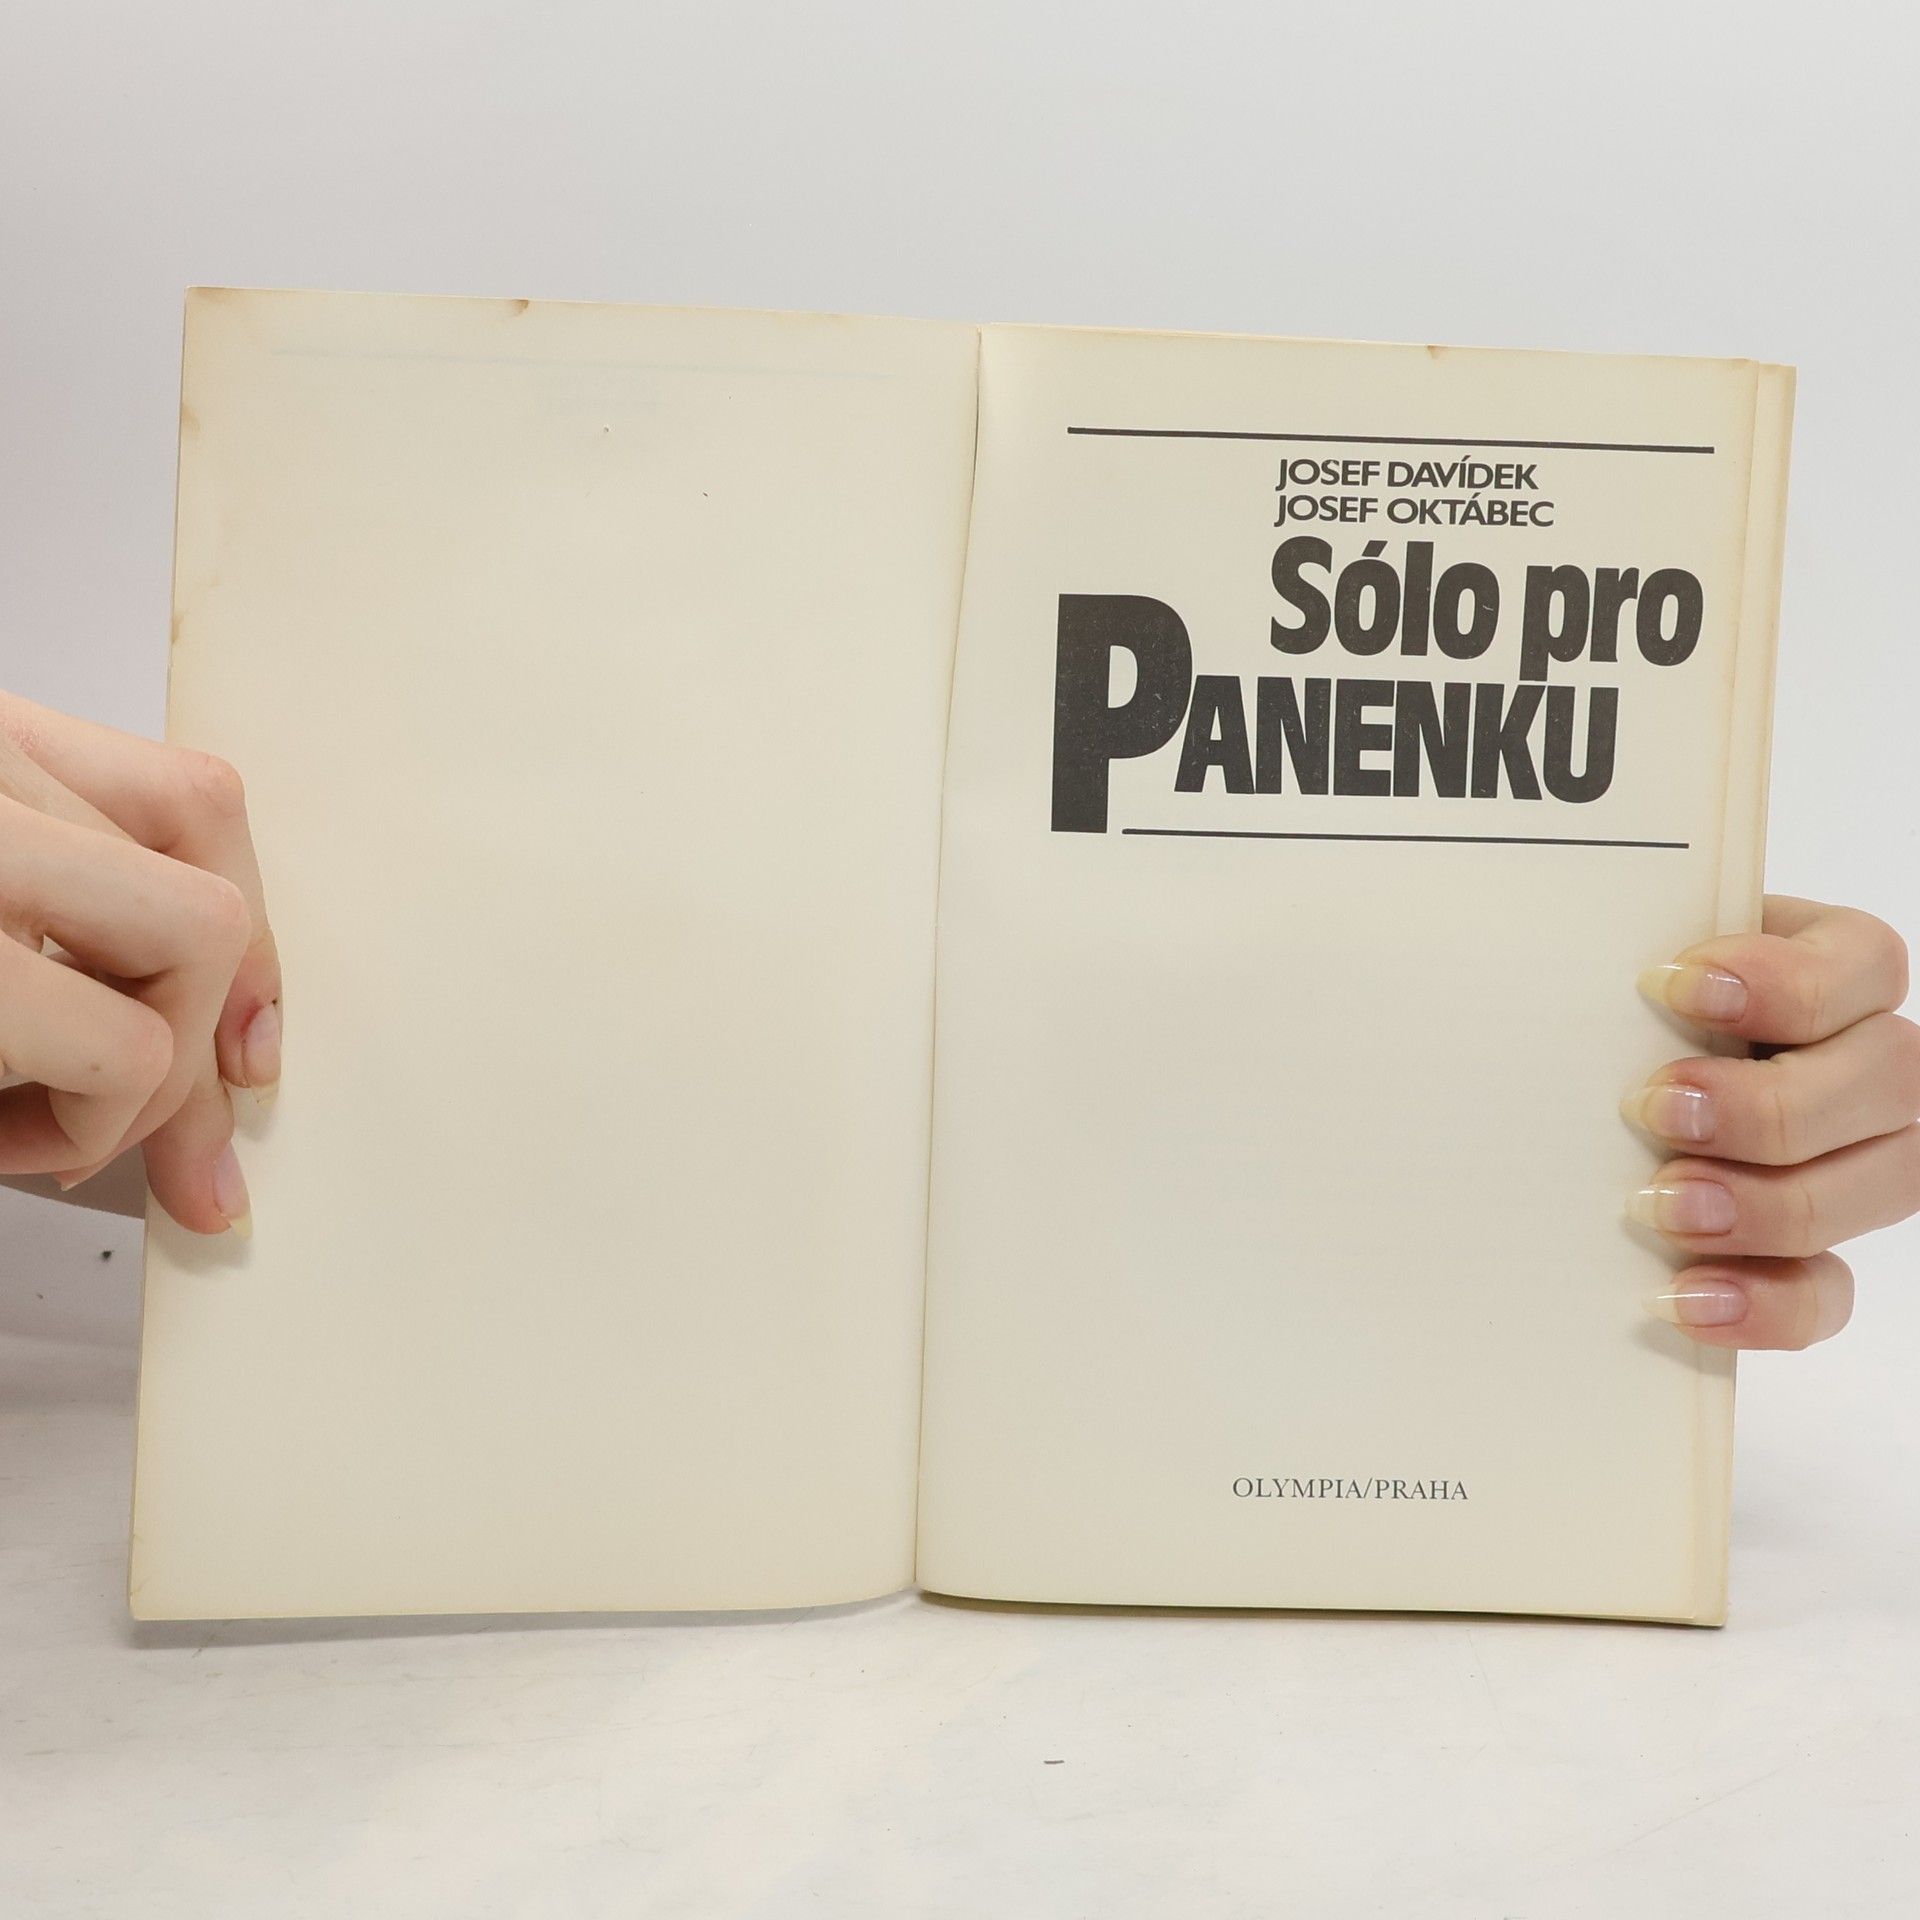 JOSEF DAVÍDEK
JOSEF OKTÁBEC
Sólo pro
PANENKU
OLYMPIA/PRAHA